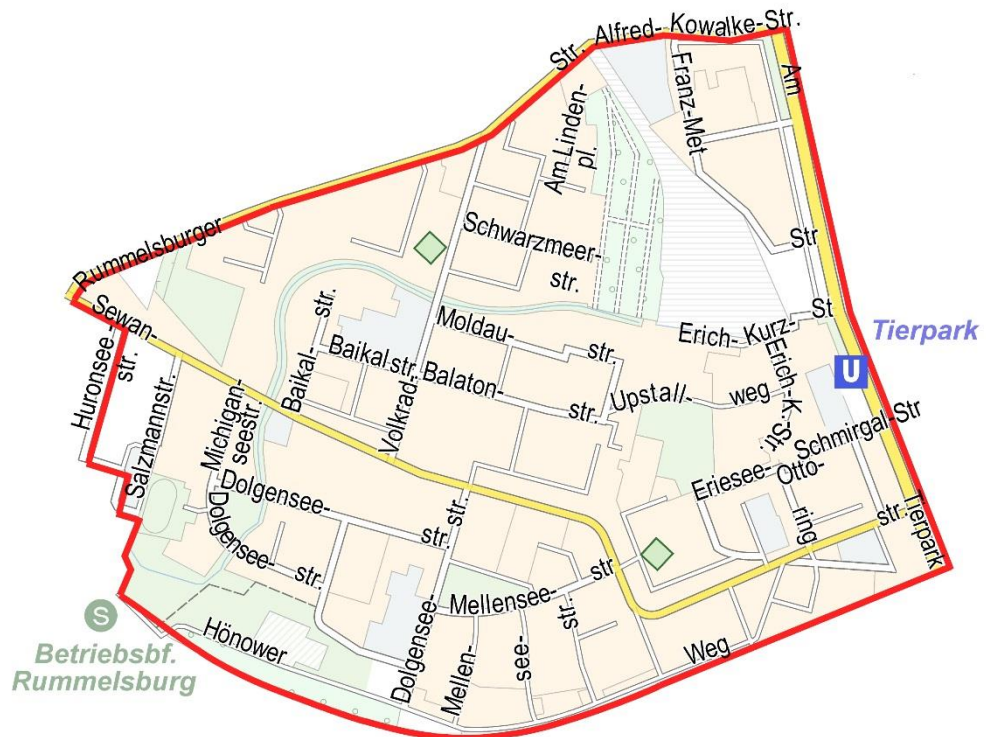 Alfred- Kowalke-Str.
Str.
Am
Franz-Met
Am Linden-
pl.
Schwarzmeer-
str.
Str
Rummelsburger
Sewan-
Huronsee-
str.
Salzmannstr.
Michigan-
seestr.
Baikal-
str.
Baikalstr.
Moldau-
str.
Balaton-
str.
Volkrad-
Erich- Kurz-
St
Erich-K.-Str.
Upstall-
weg
Tierpark
U
Schmirgal-Str
Otto-
Eriesee-
ring
str.
Tierpark
Dolgensee-
str.
Dolgensee-
str.
str.
Dolgensee-
Mellensee-
str.
str.
Mellen-
see-
Hönower
Weg
S
Betriebsbf.
Rummelsburg